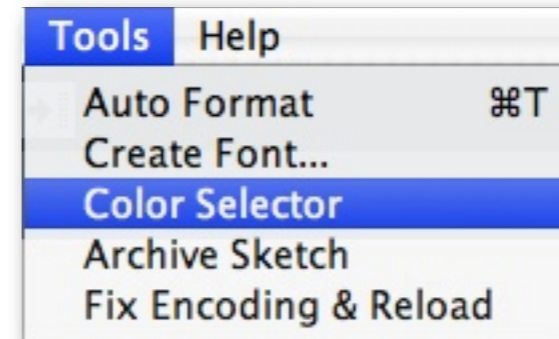 Tools Help
Auto Format ⌘T
Create Font...
Color Selector
Archive Sketch
Fix Encoding & Reload